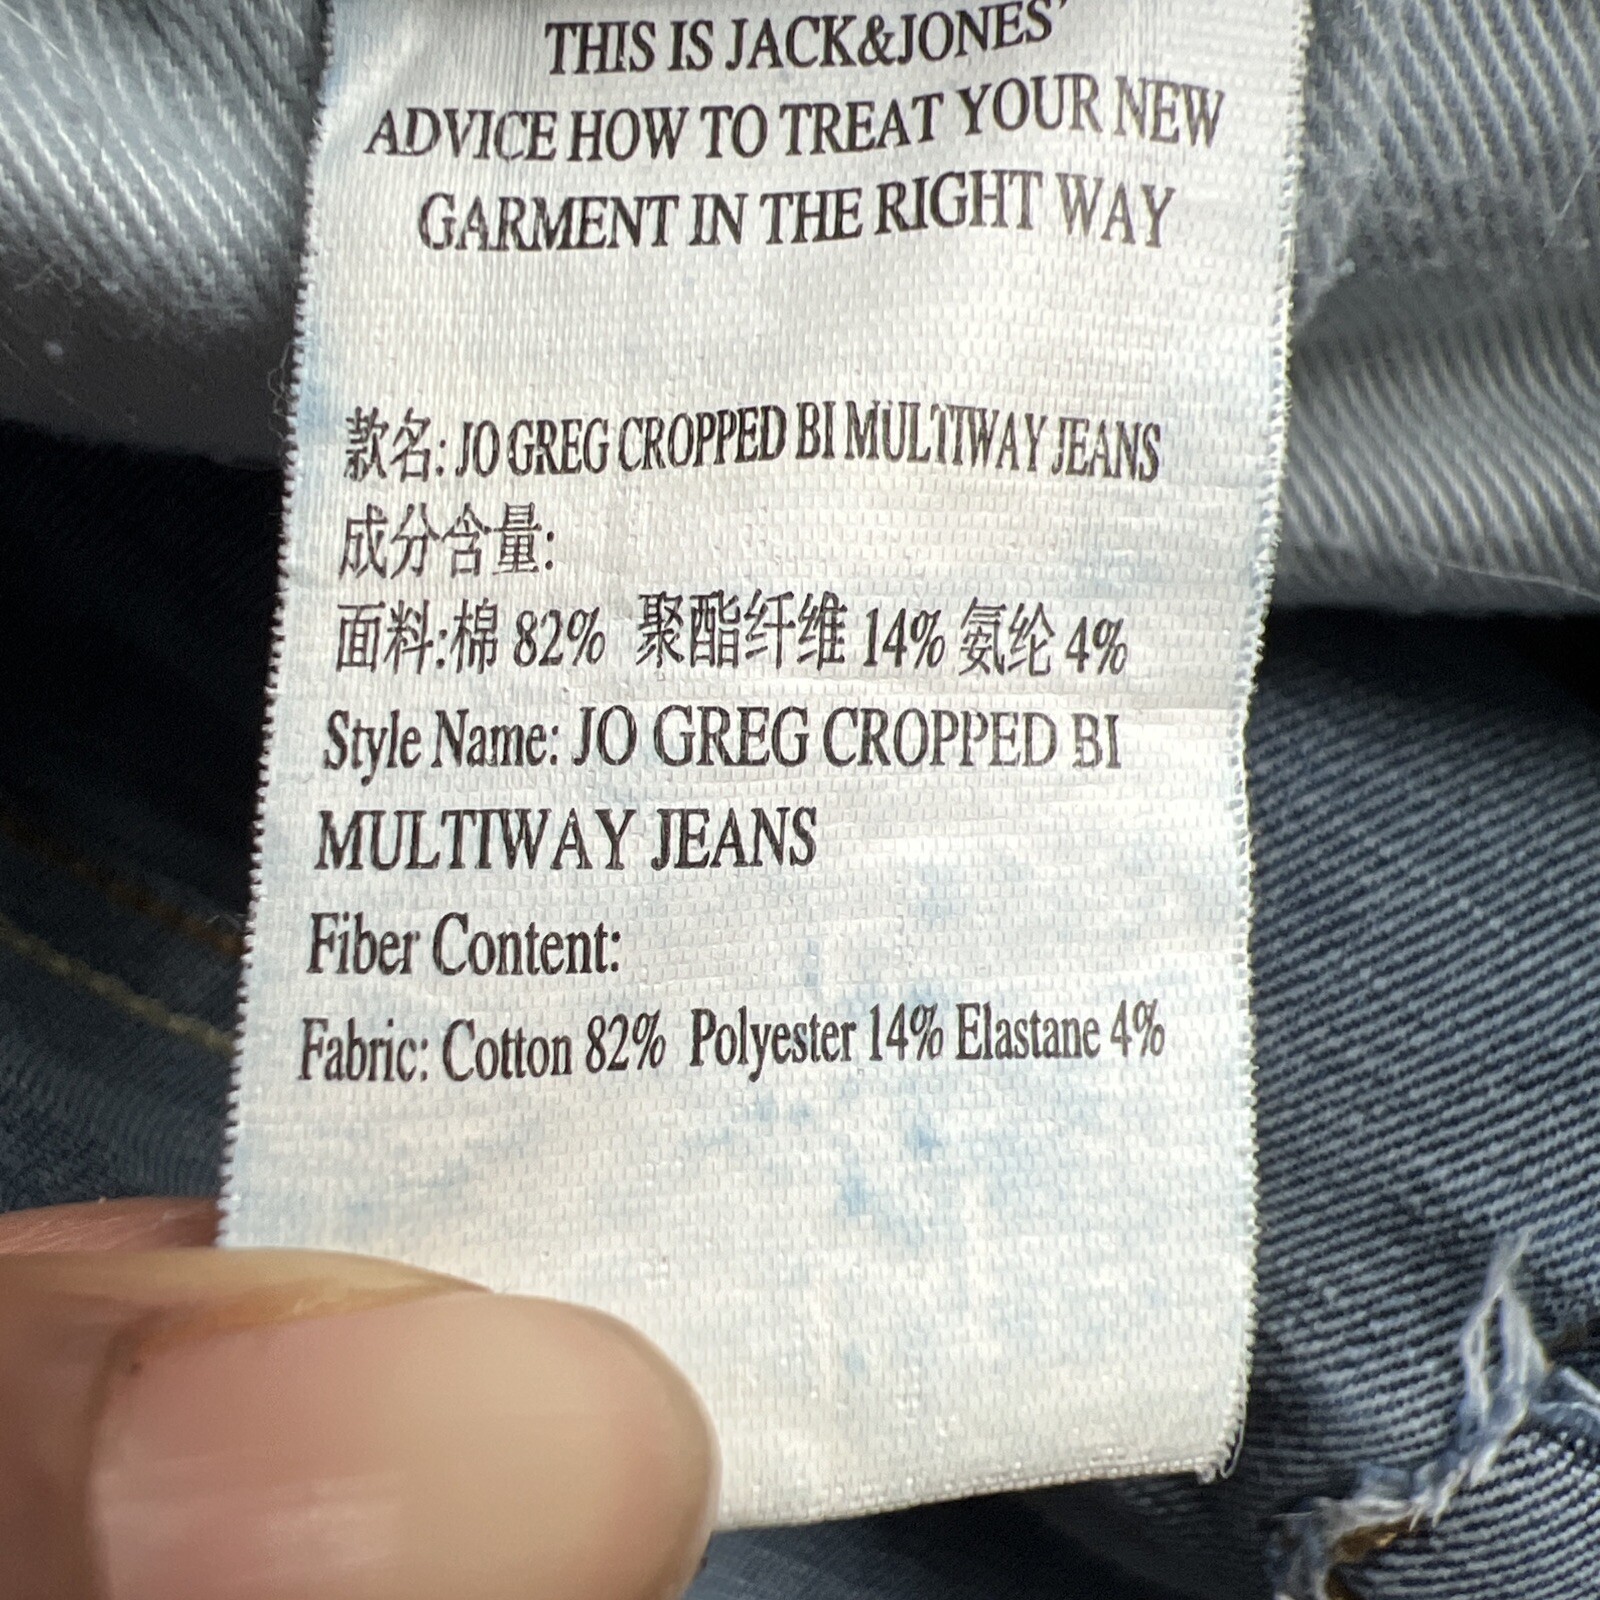 THIS IS JACK&JONES'
ADVICE HOW TO TREAT YOUR NEW
GARMENT IN THE RIGHT WAY
款名: JO GREG CROPPED BI MULTIWAY JEANS
成分含量:
面料:棉 82% 聚酯纤维 14% 氨纶 4%
Style Name: JO GREG CROPPED BI
MULTIWAY JEANS
Fiber Content:
Fabric: Cotton 82% Polyester 14% Elastane 4%